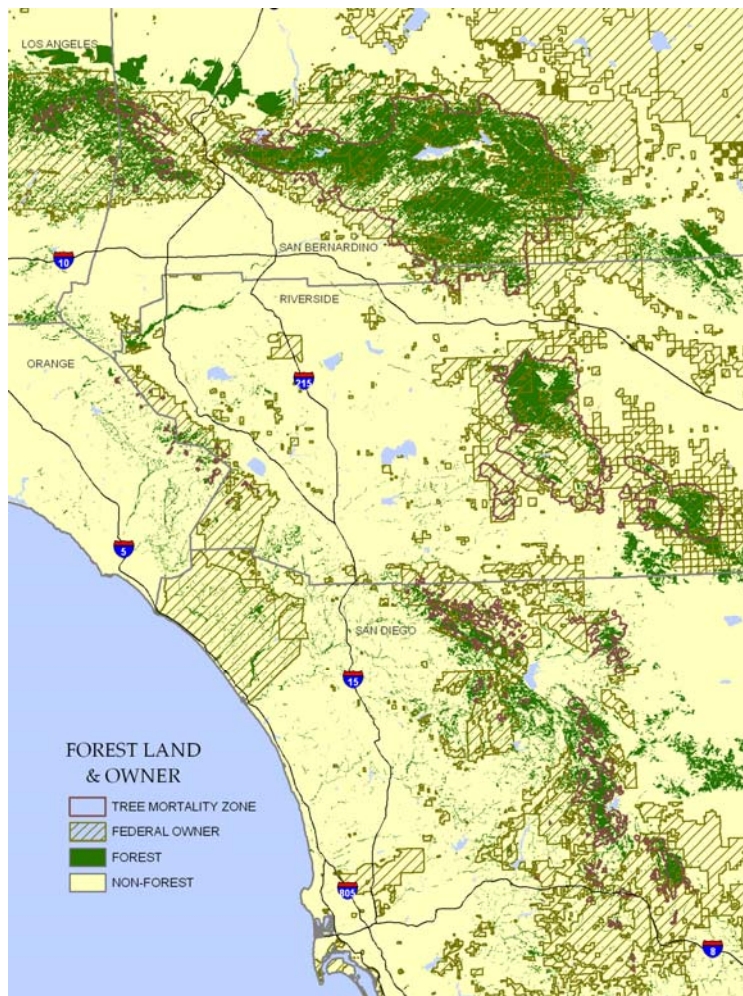 LOS ANGELES
SAN BERNARDINO
10
RIVERSIDE
ORANGE
215
5
SAN DIEGO
15
FOREST LAND
& OWNER
TREE MORTALITY ZONE
FEDERAL OWNER
FOREST
NON-FOREST
805
8